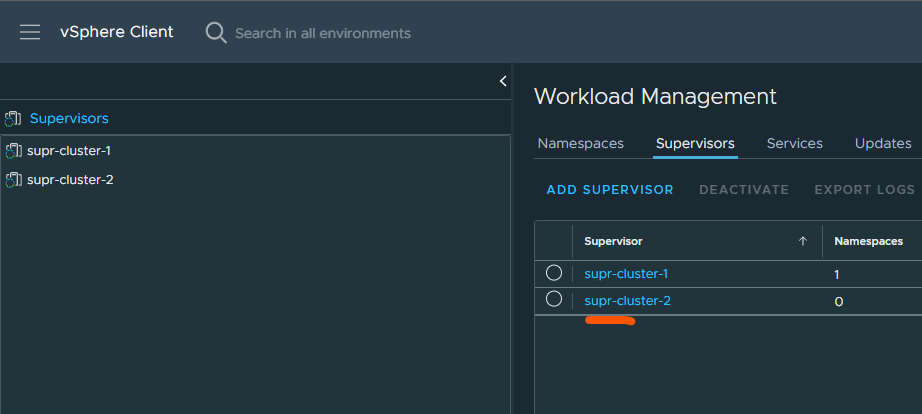 vSphere Client
Search in all environments
Supervisors
supr-cluster-1
supr-cluster-2
Workload Management
Namespaces Supervisors Services Updates
ADD SUPERVISOR DEACTIVATE EXPORT LOGS
Supervisor Namespaces
supr-cluster-1 1
supr-cluster-2 0